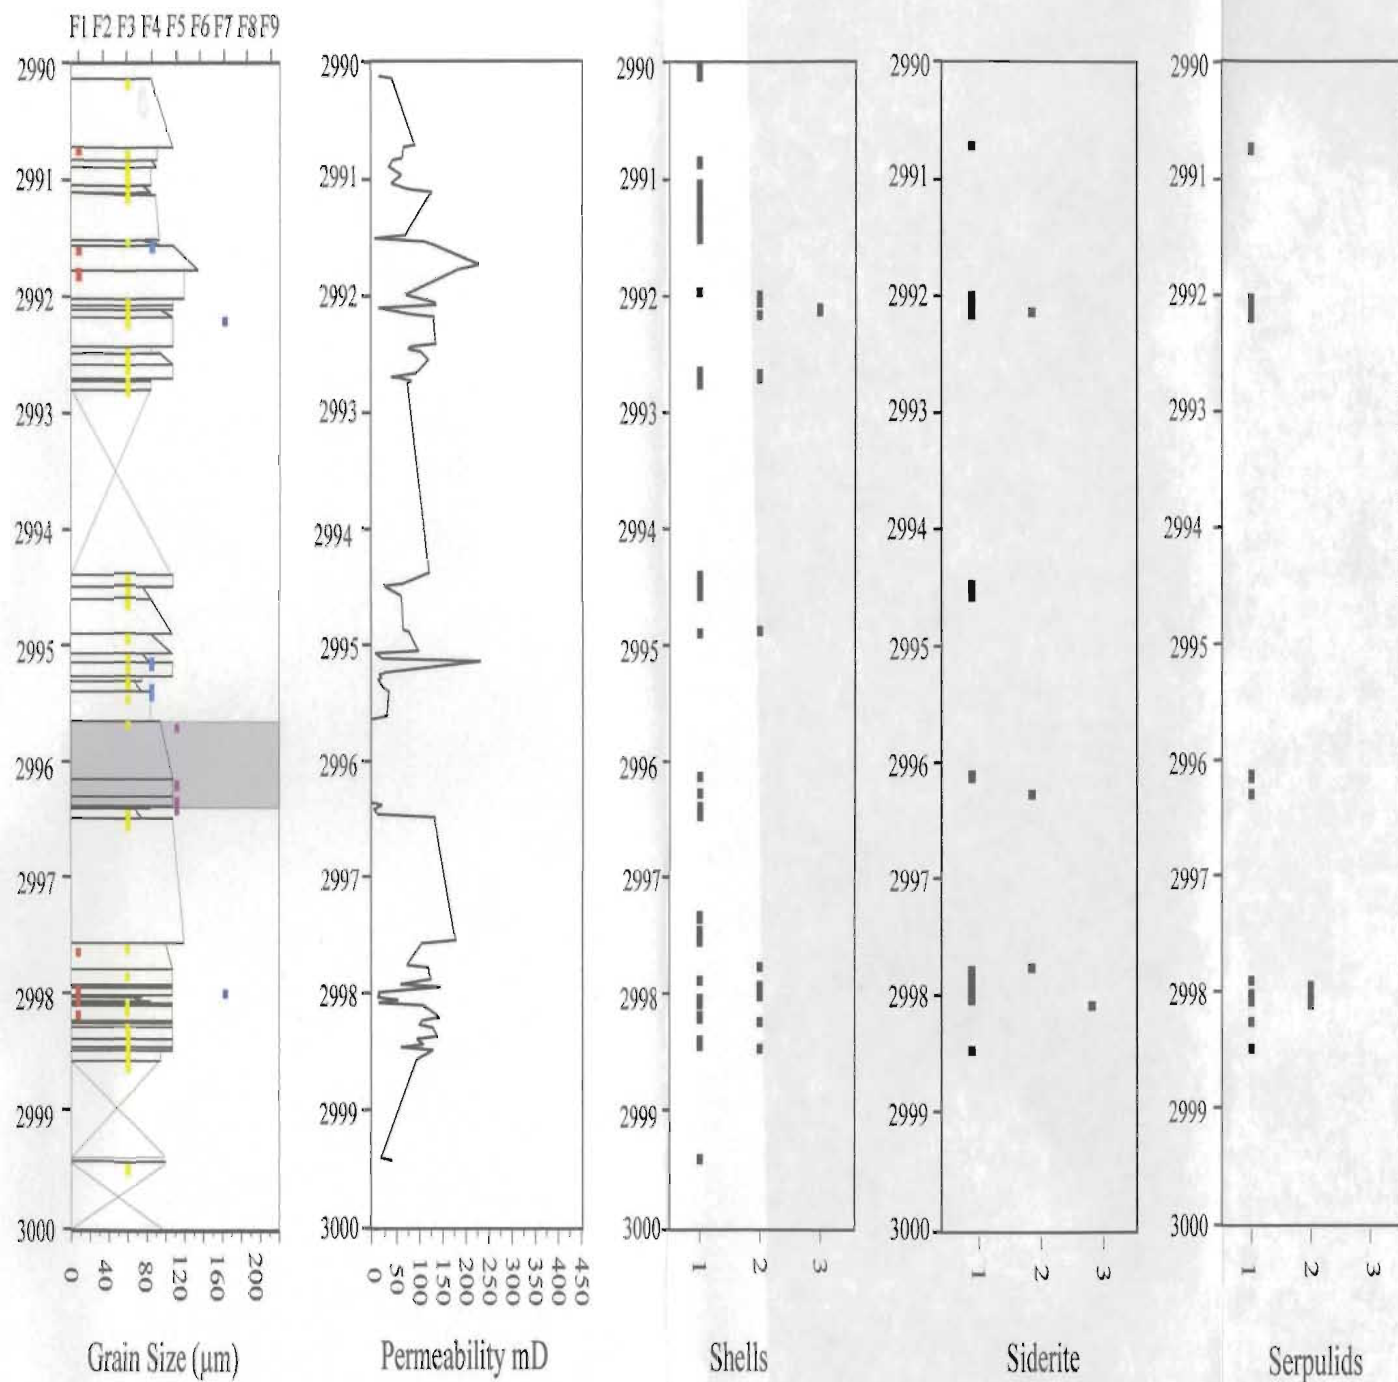 F1 F2 F3 F4 F5 F6 F7 F8 F9
2990 2990 2990 2990 2990
2991 2991 2991 2991 2991
2992 2992 2992 2992 2992
2993 2993 2993 2993 2993
2994 2994 2994 2994 2994
2995 2995 2995 2995 2995
2996 2996 2996 2996 2996
2997 2997 2997 2997 2997
2998 2998 2998 2998 2998
2999 2999 2999 2999 2999
3000 3000 3000 3000 3000
0 40 80 120 160 200
0 50 100 150 200 250 300 350 400 450
1 2 3
1 2 3
1 2 3
Grain Size (μm)
Permeability mD
Shells
Siderite
Serpulids